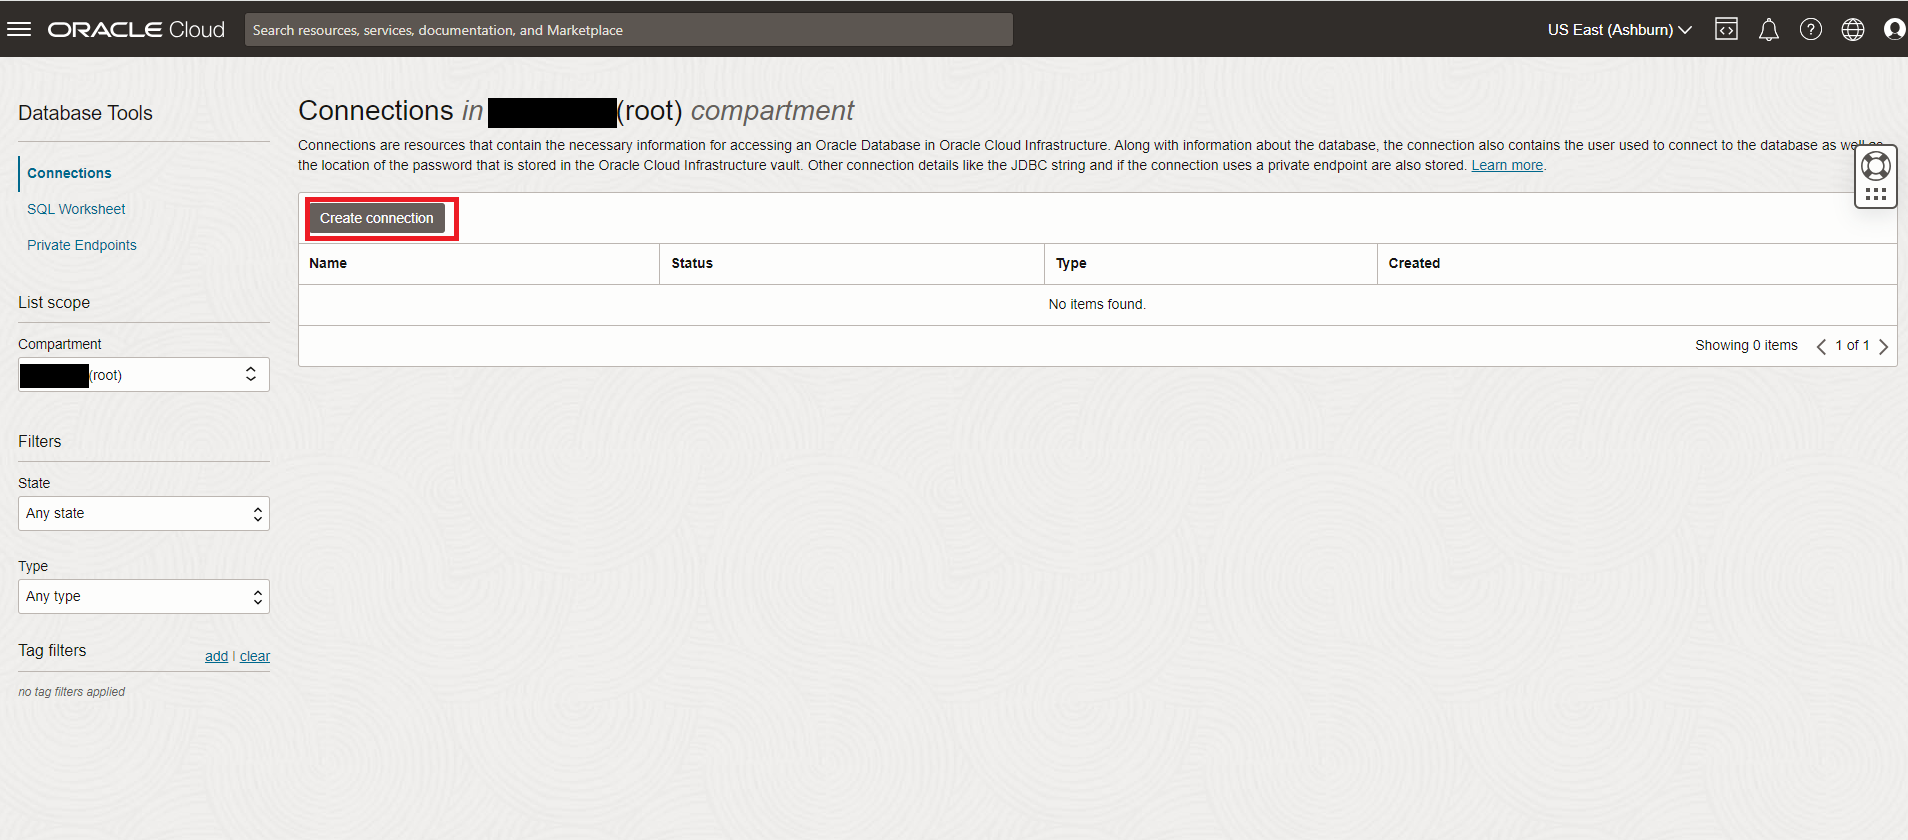 ORACLE Cloud
Search resources, services, documentation, and Marketplace
US East (Ashburn)
Database Tools
Connections
SQL Worksheet
Private Endpoints
List scope
Compartment
(root)
Filters
State
Any state
Type
Any type
Tag filters
add | clear
no tag filters applied
Connections in (root) compartment
Connections are resources that contain the necessary information for accessing an Oracle Database in Oracle Cloud Infrastructure. Along with information about the database, the connection also contains the user used to connect to the database as well as
the location of the password that is stored in the Oracle Cloud Infrastructure vault. Other connection details like the JDBC string and if the connection uses a private endpoint are also stored. Learn more.
Create connection
Name Status Type Created
No items found.
Showing 0 items 1 of 1